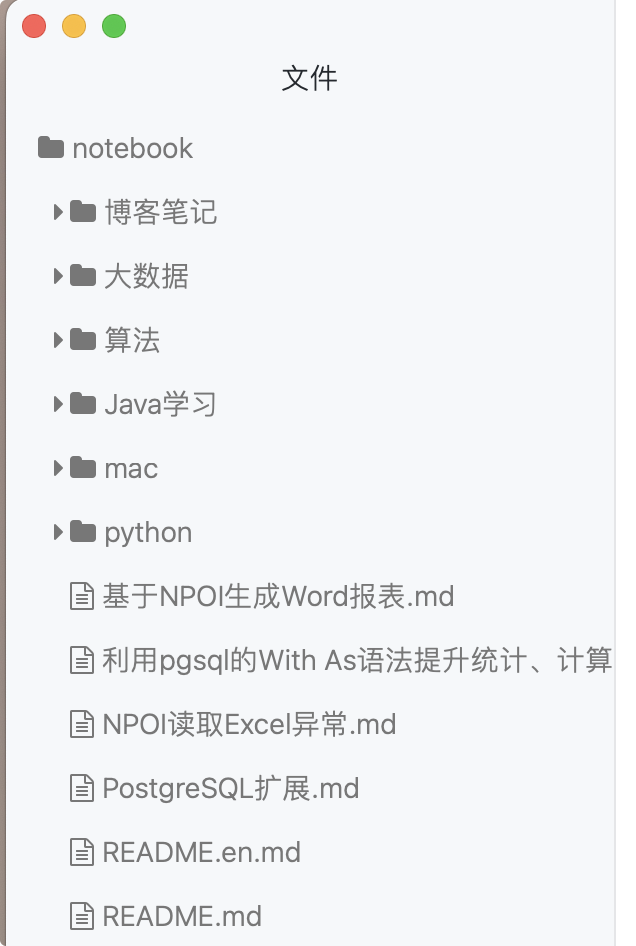 文件
notebook
博客笔记
大数据
算法
Java学习
mac
python
基于NPOI生成Word报表.md
利用pgsql的With As语法提升统计、计算
NPOI读取Excel异常.md
PostgreSQL扩展.md
README.en.md
README.md